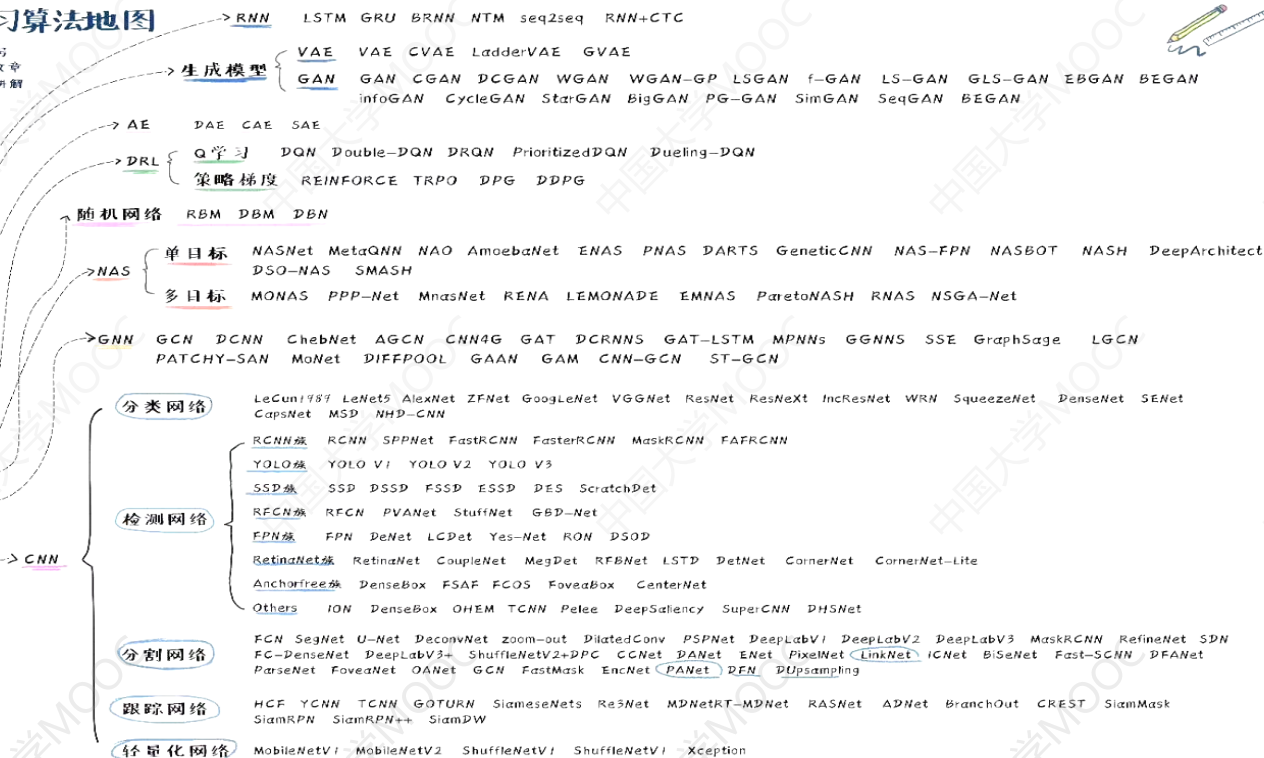 习算法地图
RNN LSTM GRU BRNN NTM seq2seq RNN+CTC
文章
讲解
生成模型
VAE VAE CVAE LadderVAE GVAE
GAN GAN CGAN DCGAN WGAN WGAN-GP LSGAN f-GAN LS-GAN GLS-GAN EBGAN BEGAN
infoGAN CycleGAN StarGAN BigGAN PG-GAN SimGAN SeqGAN BEGAN
AE DAE CAE SAE
DRL
Q学习 DQN Double-DQN DRQN PrioritizedDQN Dueling-DQN
策略梯度 REINFORCE TRPO DPG DDPG
随机网络 RBM DBM DBN
NAS
单目标 NASNet MetaQNN NAO AmoebaNet ENAS PNAS DARTS GeneticCNN NAS-FPN NASBOT NASH DeepArchitect
DSO-NAS SMASH
多目标 MONAS PPP-Net MnasNet RENA LEMONADE EMNAS ParetoNASH RNAS NSGA-Net
GNN GCN DCNN ChebNet AGCN CNN4G GAT DCRNNS GAT-LSTM MPNNs GGNNS SSE GraphSage LGCN
PATCHY-SAN MoNet DIFFPOOL GAAN GAM CNN-GCN ST-GCN
CNN
分类网络 LeCun1989 LeNet5 AlexNet ZFNet GoogLeNet VGGNet ResNet ResNeXt IncResNet WRN SqueezeNet DenseNet SENet
CapsNet MSD NHD-CNN
检测网络
RCNN族 RCNN SPPNet FastRCNN FasterRCNN MaskRCNN FAFRCNN
YOLO族 YOLO V1 YOLO V2 YOLO V3
SSD族 SSD DSSD FSSD ESSD DES ScratchDet
RFCN族 RFCN PVANet StuffNet GBD-Net
FPN族 FPN DeNet LCDet Yes-Net RON DSOD
RetinaNet族 RetinaNet CoupleNet MegDet RFBNet LSTD DetNet CornerNet CornerNet-Lite
Anchorfree族 DenseBox FSAF FCOS FoveaBox CenterNet
Others ION DenseBox OHEM TCNN Pelee DeepSaliency SuperCNN DHSNet
分割网络 FCN SegNet U-Net DeconvNet zoom-out DilatedConv PSPNet DeepLabV1 DeepLabV2 DeepLabV3 MaskRCNN RefineNet SDN
FC-DenseNet DeepLabV3+ ShuffleNetV2+DPC CCNet DANet ENet PixelNet LinkNet ICNet BiSeNet Fast-SCNN DFANet
ParseNet FoveaNet OANet GCN FastMask EncNet PANet DFN DUpsampling
跟踪网络 HCF YCNN TCNN GOTURN SiameseNets Re3Net MDNetRT-MDNet RASNet ADNet BranchOut CREST SiamMask
SiamRPN SiamRPN++ SiamDW
轻量化网络 MobileNetV1 MobileNetV2 ShuffleNetV1 ShuffleNetV1 Xception
中国大学MOOC